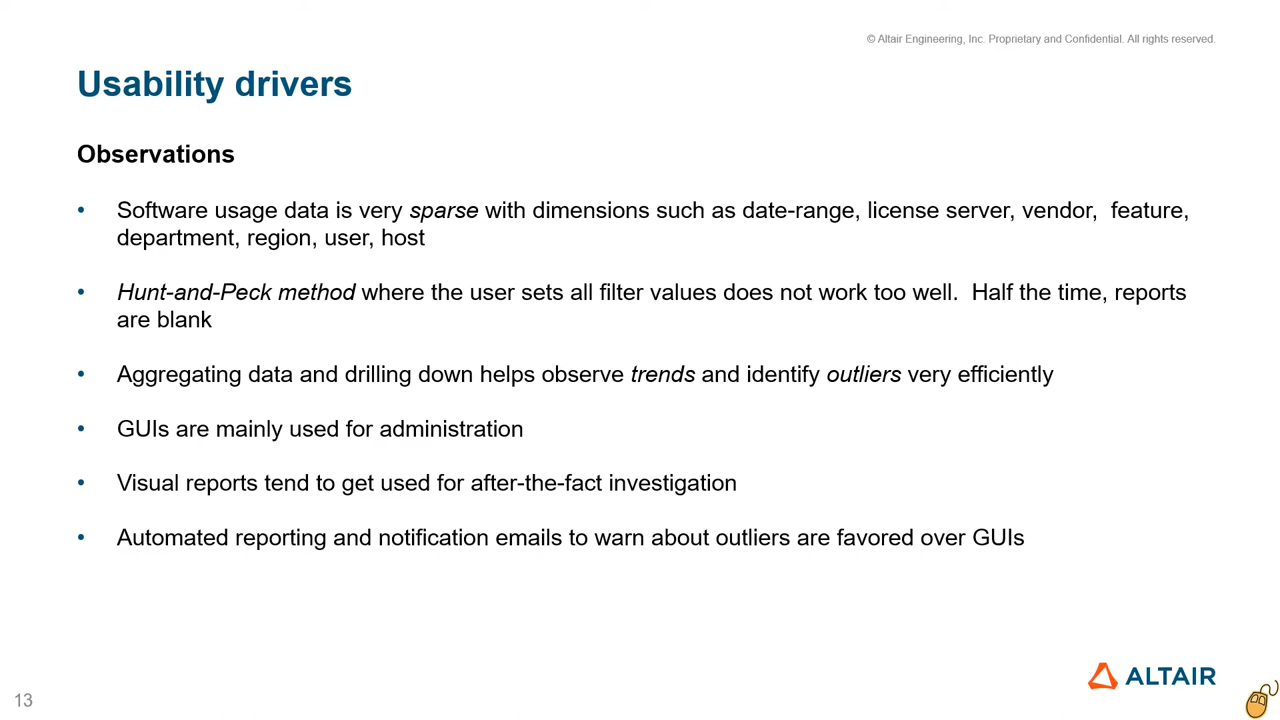 © Altair Engineering, Inc. Proprietary and Confidential. All rights reserved.
Usability drivers
Observations
• Software usage data is very sparse with dimensions such as date-range, license server, vendor,  feature,
department, region, user, host
• Hunt-and-Peck method where the user sets all filter values does not work too well.  Half the time, reports
are blank
• Aggregating data and drilling down helps observe trends and identify outliers very efficiently
• GUIs are mainly used for administration
• Visual reports tend to get used for after-the-fact investigation
• Automated reporting and notification emails to warn about outliers are favored over GUIs
ALTAIR
13